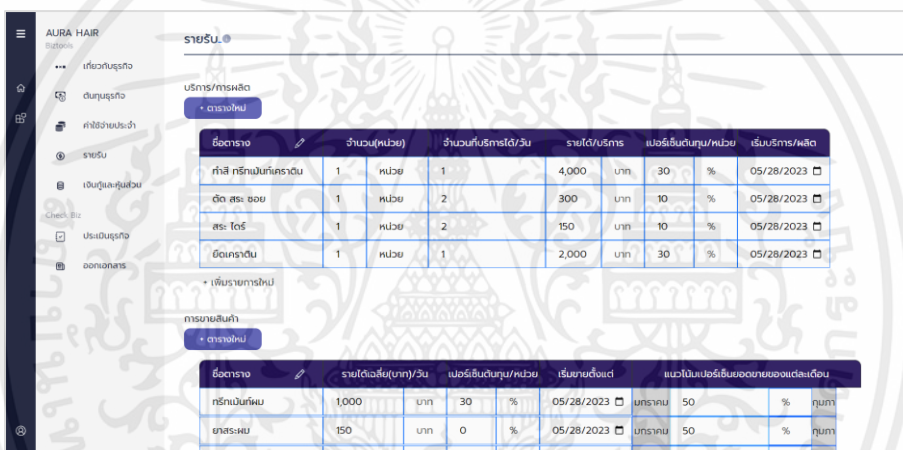 AURA HAIR
Biztools
เกี่ยวกับธุรกิจ
ต้นทุนธุรกิจ
ค่าใช้จ่ายประจำ
รายรับ
เงินกู้และหุ้นส่วน
Check Biz
ประเมินธุรกิจ
ออกเอกสาร
รายรับ..
บริการ/การผลิต
+ ตารางใหม่
ชื่อตาราง จำนวน(หน่วย) จำนวนที่บริการได้/วัน รายได้/บริการ เปอร์เซ็นต้นทุน/หน่วย เริ่มบริการ/ผลิต
ทำสี ทรีทเม้นท์เคราติน 1 หน่วย 1 4,000 บาท 30 % 05/28/2023
ตัด สระ ซอย 1 หน่วย 2 300 บาท 10 % 05/28/2023
สระ ไดร์ 1 หน่วย 2 150 บาท 10 % 05/28/2023
ยืดเคราติน 1 หน่วย 1 2,000 บาท 30 % 05/28/2023
+ เพิ่มรายการใหม่
การขายสินค้า
+ ตารางใหม่
ชื่อตาราง รายได้เฉลี่ย(บาท)/วัน เปอร์เซ็นต้นทุน/หน่วย เริ่มขายตั้งแต่ แนวโน้มเปอร์เซ็นยอดขายของแต่ละเดือน
ทรีทเม้นท์ผม 1,000 บาท 30 % 05/28/2023 มกราคม 50 % กุมภา
ยาสระผม 150 บาท 0 % 05/28/2023 มกราคม 50 % กุมภา